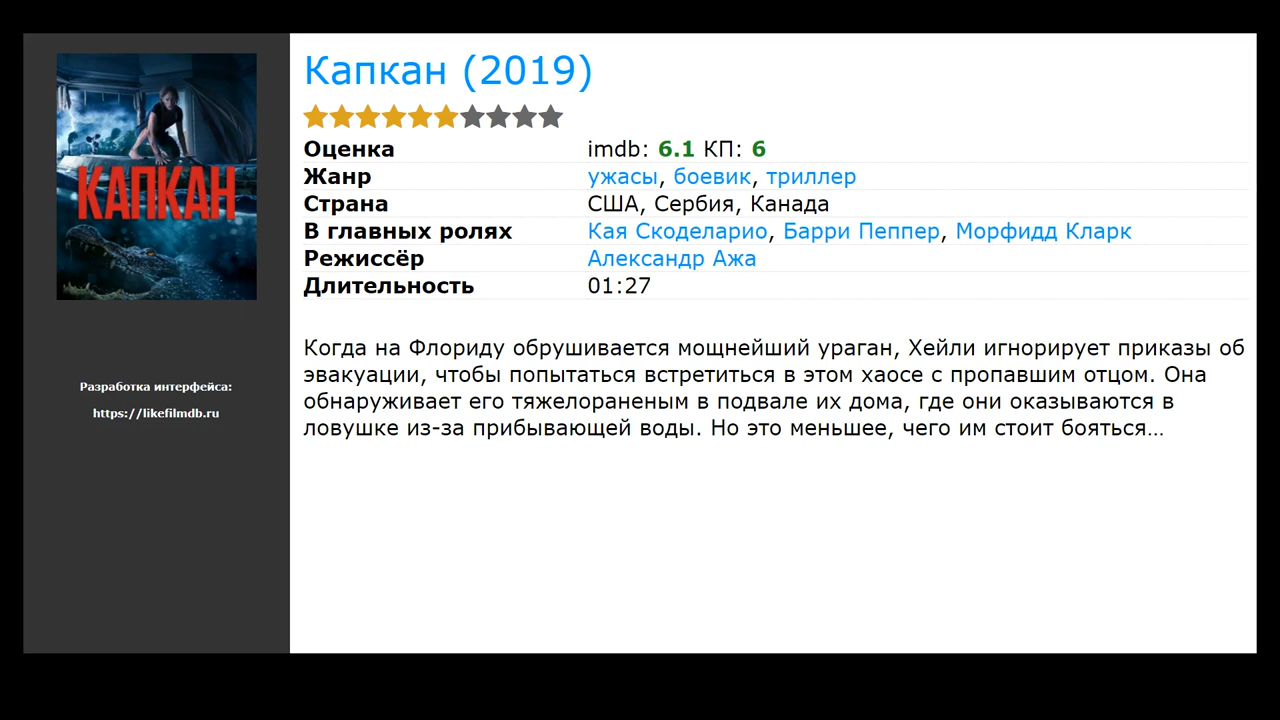 Капкан (2019)
Оценка imdb: 6.1 КП: 6
Жанр ужасы, боевик, триллер
Страна США, Сербия, Канада
В главных ролях Кая Скоделарио, Барри Пеппер, Морфидд Кларк
Режиссёр Александр Ажа
Длительность 01:27
Когда на Флориду обрушивается мощнейший ураган, Хейли игнорирует приказы об
эвакуации, чтобы попытаться встретиться в этом хаосе с пропавшим отцом. Она
обнаруживает его тяжелораненым в подвале их дома, где они оказываются в
ловушке из-за прибывающей воды. Но это меньшее, чего им стоит бояться…
КАПКАН
Разработка интерфейса:
https://likefilmdb.ru